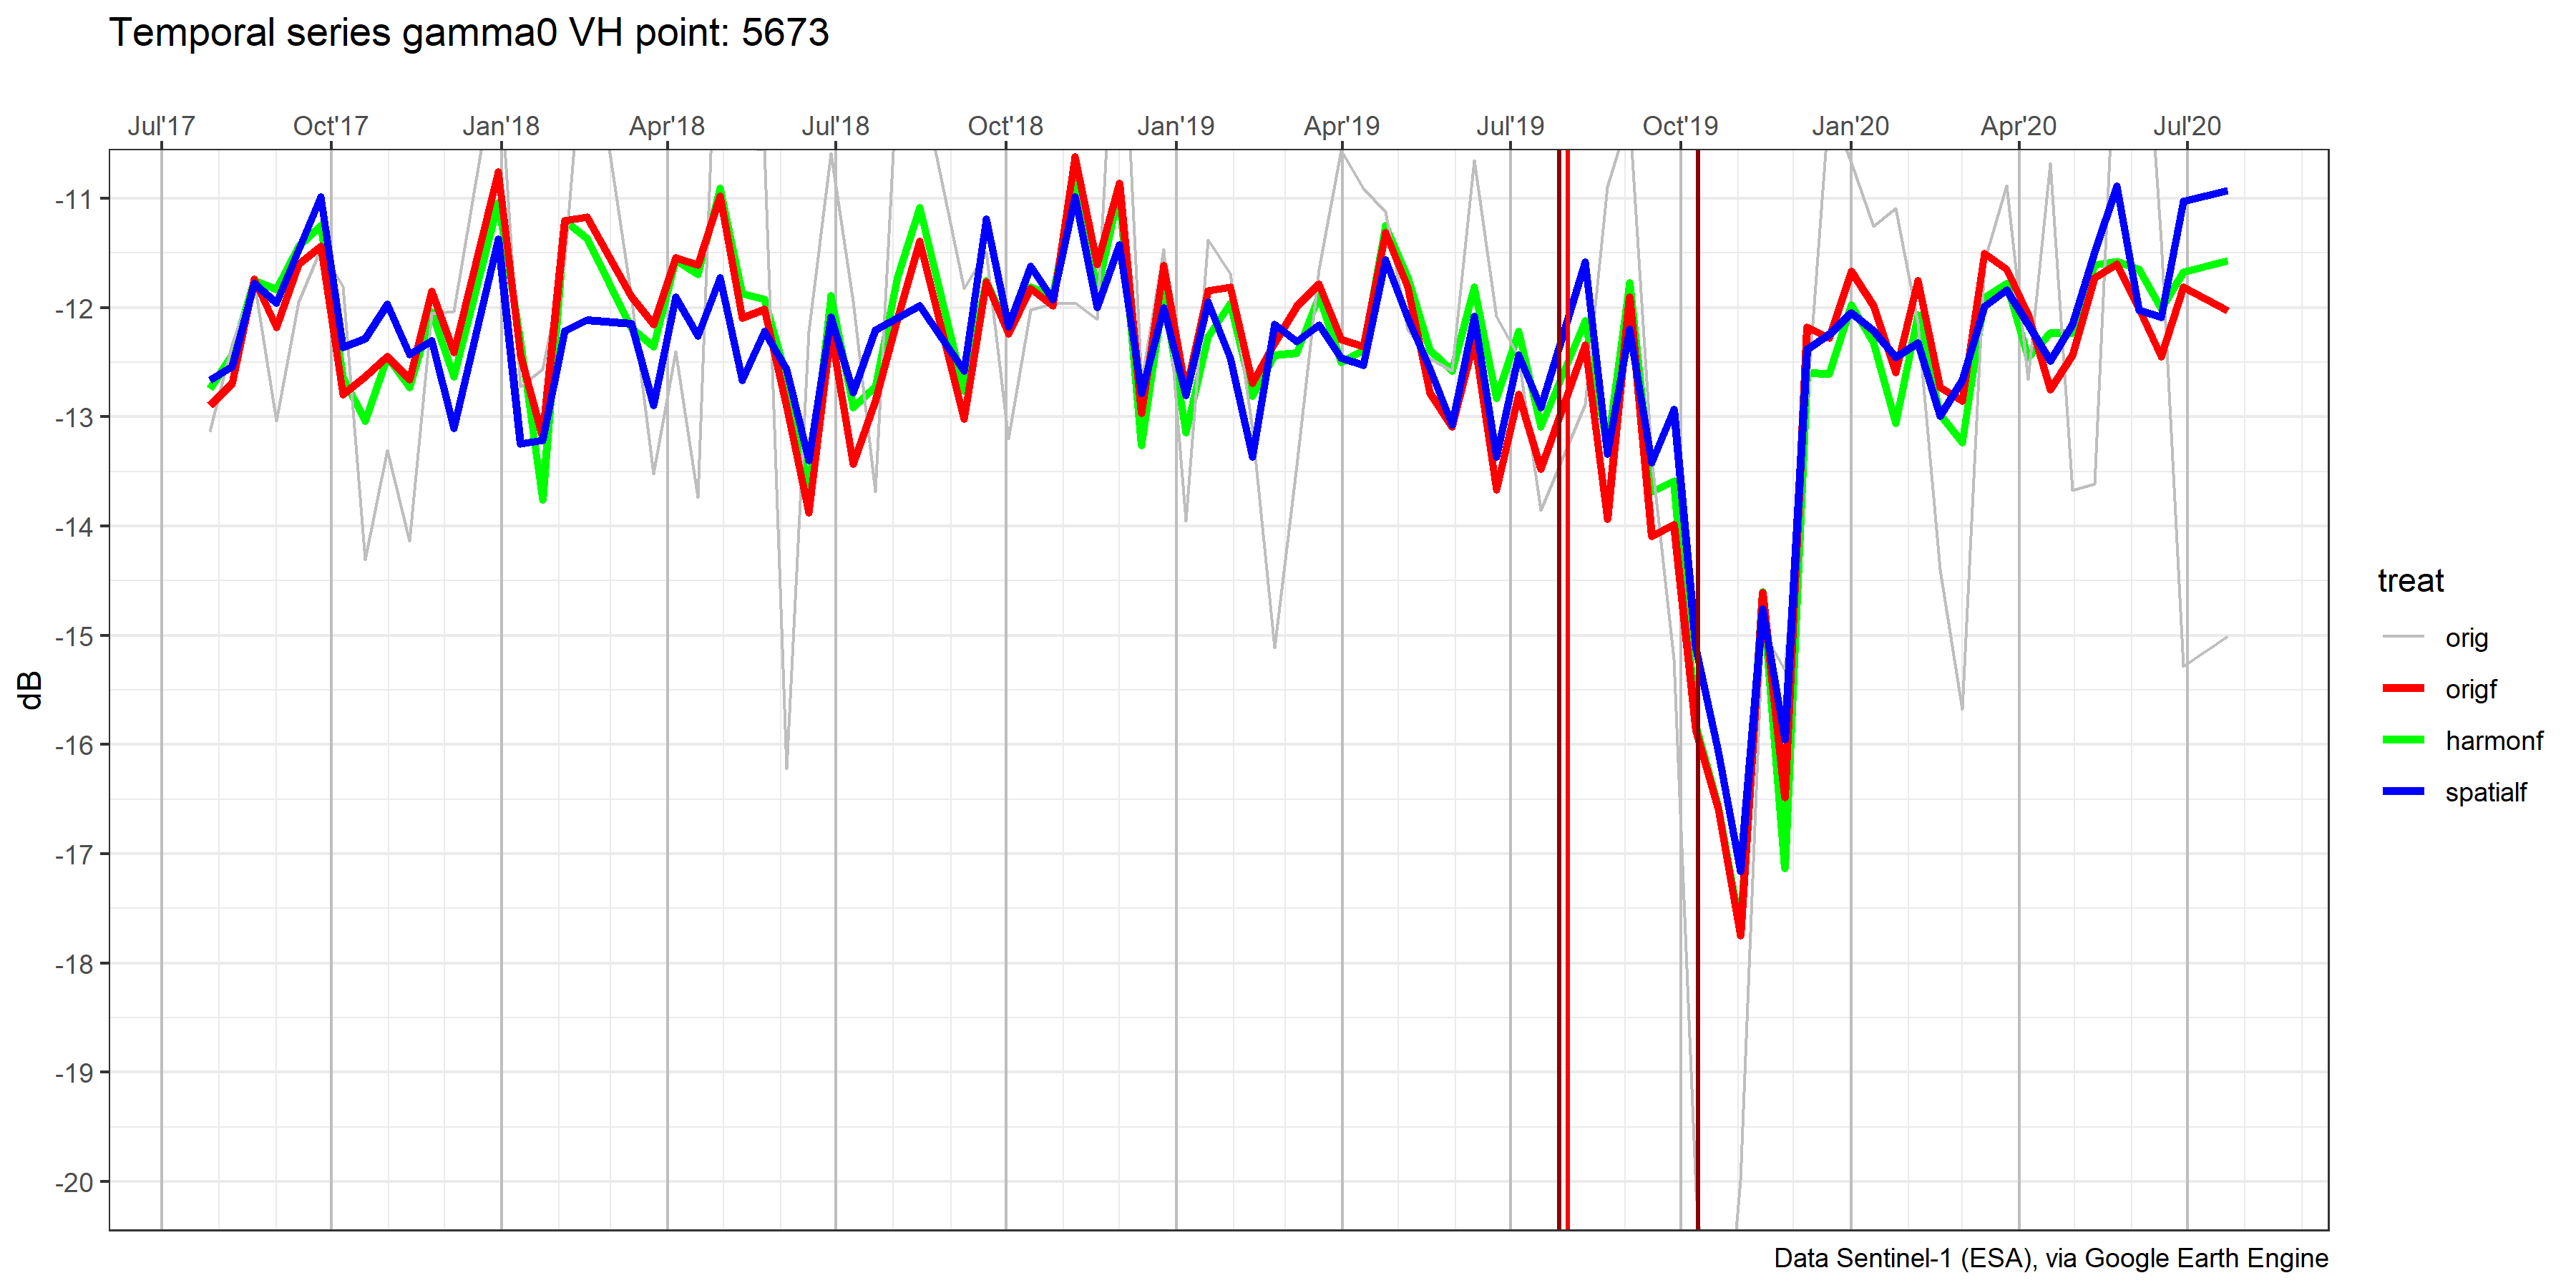 Temporal series gamma0 VH point: 5673
Jul'17 Oct'17 Jan'18 Apr'18 Jul'18 Oct'18 Jan'19 Apr'19 Jul'19 Oct'19 Jan'20 Apr'20 Jul'20
-11
-12
-13
-14
-15
-16
-17
-18
-19
-20
dB
treat
orig
origf
harmonf
spatialf
Data Sentinel-1 (ESA), via Google Earth Engine